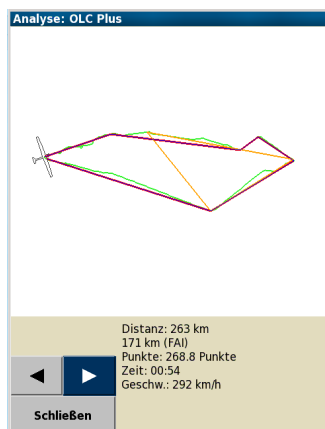 Analyse: OLC Plus
Distanz: 263 km
171 km (FAI)
Punkte: 268.8 Punkte
Zeit: 00:54
Geschw.: 292 km/h
Schließen